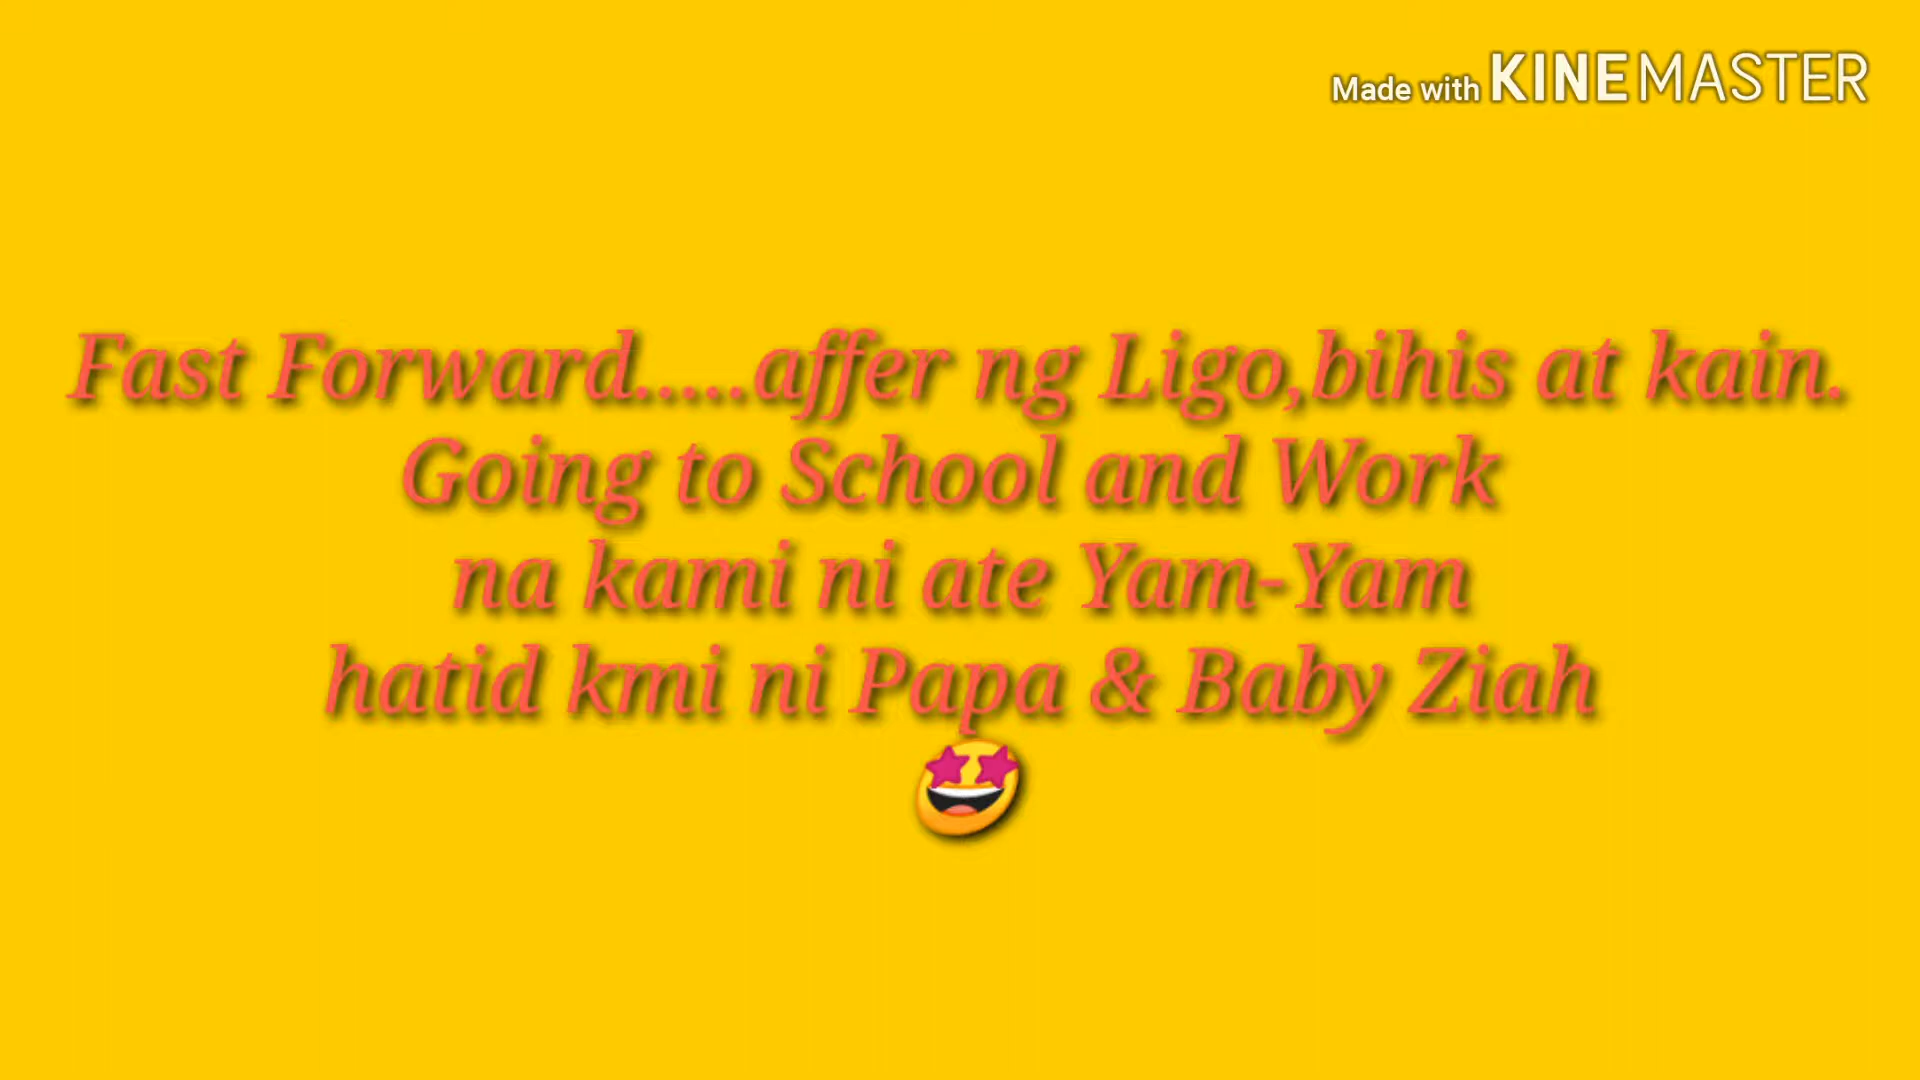 Made with KINEMASTER
Fast Forward.....affer ng Ligo,bihis at kain.
Going to School and Work
na kami ni ate Yam-Yam
hatid kmi ni Papa & Baby Ziah
🤩